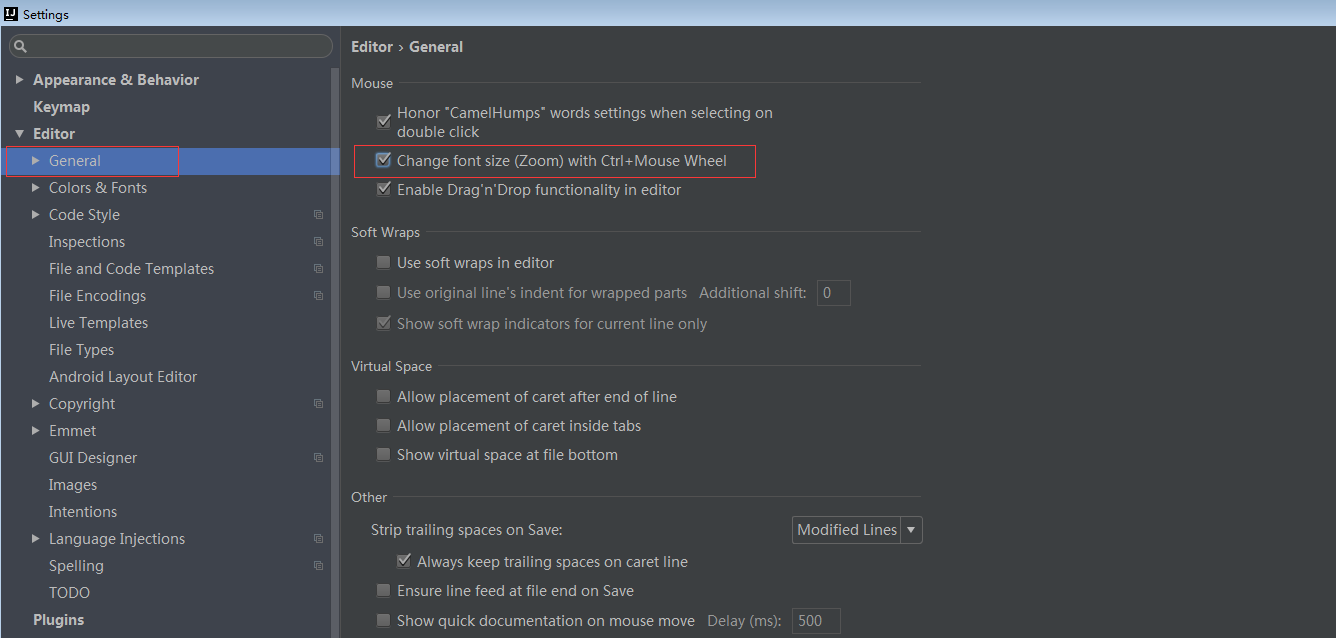 IJ Settings
Appearance & Behavior
Keymap
Editor
General
Colors & Fonts
Code Style
Inspections
File and Code Templates
File Encodings
Live Templates
File Types
Android Layout Editor
Copyright
Emmet
GUI Designer
Images
Intentions
Language Injections
Spelling
TODO
Plugins
Editor › General
Mouse
Honor "CamelHumps" words settings when selecting on
double click
Change font size (Zoom) with Ctrl+Mouse Wheel
Enable Drag'n'Drop functionality in editor
Soft Wraps
Use soft wraps in editor
Use original line's indent for wrapped parts Additional shift: 0
Show soft wrap indicators for current line only
Virtual Space
Allow placement of caret after end of line
Allow placement of caret inside tabs
Show virtual space at file bottom
Other
Strip trailing spaces on Save: Modified Lines
Always keep trailing spaces on caret line
Ensure line feed at file end on Save
Show quick documentation on mouse move Delay (ms): 500